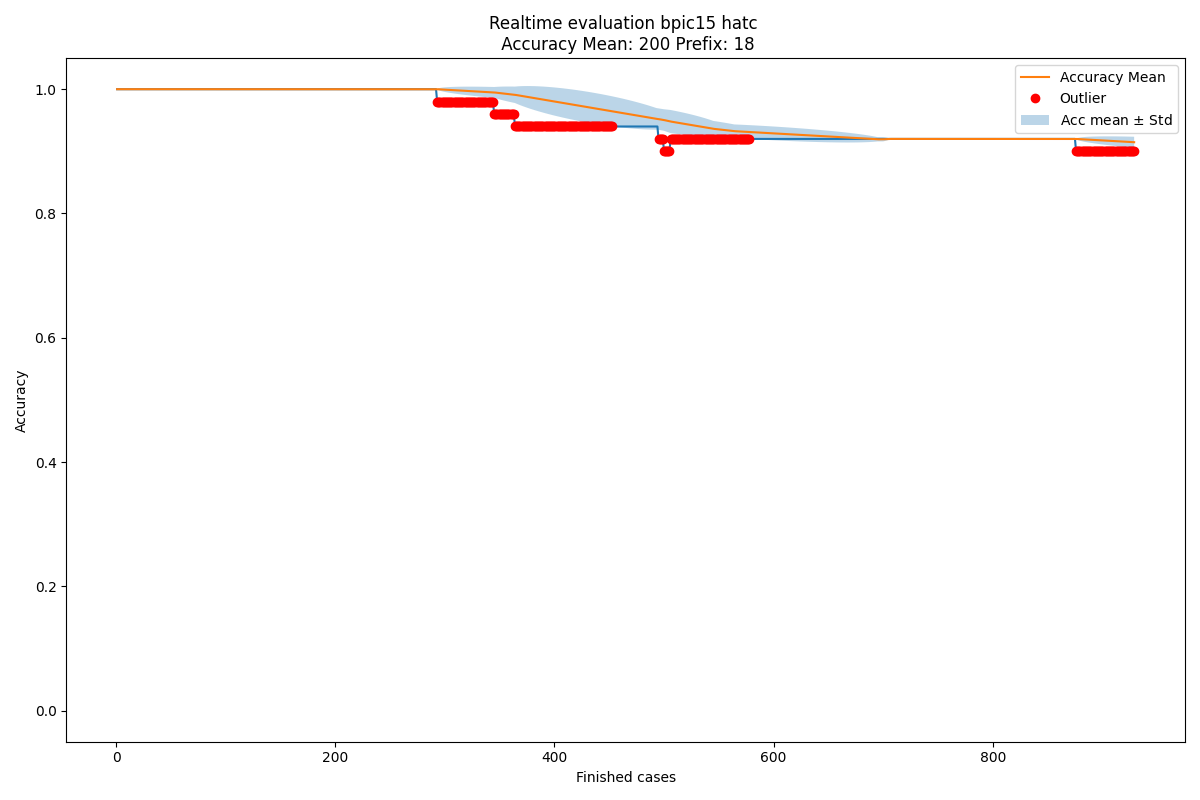 Realtime evaluation bpic15 hatc
Accuracy Mean: 200 Prefix: 18
Accuracy Mean
Outlier
Acc mean ± Std
Accuracy
1.0
0.8
0.6
0.4
0.2
0.0
0 200 400 600 800
Finished cases